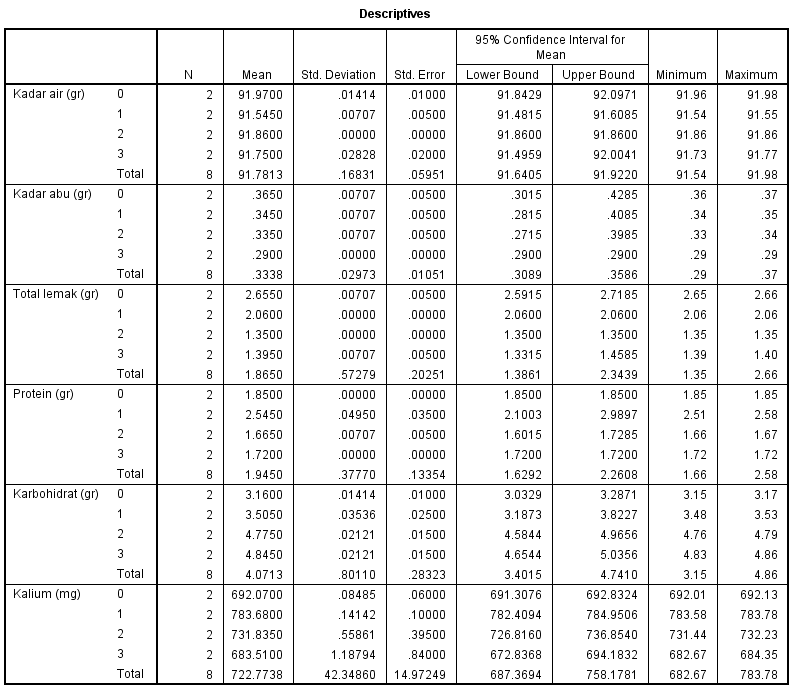 Descriptives
95% Confidence Interval for
Mean
N Mean Std. Deviation Std. Error Lower Bound Upper Bound Minimum Maximum
Kadar air (gr) 0 2 91.9700 .01414 .01000 91.8429 92.0971 91.96 91.98
1 2 91.5450 .00707 .00500 91.4815 91.6085 91.54 91.55
2 2 91.8600 .00000 .00000 91.8600 91.8600 91.86 91.86
3 2 91.7500 .02828 .02000 91.4959 92.0041 91.73 91.77
Total 8 91.7813 .16831 .05951 91.6405 91.9220 91.54 91.98
Kadar abu (gr) 0 2 .3650 .00707 .00500 .3015 .4285 .36 .37
1 2 .3450 .00707 .00500 .2815 .4085 .34 .35
2 2 .3350 .00707 .00500 .2715 .3985 .33 .34
3 2 .2900 .00000 .00000 .2900 .2900 .29 .29
Total 8 .3338 .02973 .01051 .3089 .3586 .29 .37
Total lemak (gr) 0 2 2.6550 .00707 .00500 2.5915 2.7185 2.65 2.66
1 2 2.0600 .00000 .00000 2.0600 2.0600 2.06 2.06
2 2 1.3500 .00000 .00000 1.3500 1.3500 1.35 1.35
3 2 1.3950 .00707 .00500 1.3315 1.4585 1.39 1.40
Total 8 1.8650 .57279 .20251 1.3861 2.3439 1.35 2.66
Protein (gr) 0 2 1.8500 .00000 .00000 1.8500 1.8500 1.85 1.85
1 2 2.5450 .04950 .03500 2.1003 2.9897 2.51 2.58
2 2 1.6650 .00707 .00500 1.6015 1.7285 1.66 1.67
3 2 1.7200 .00000 .00000 1.7200 1.7200 1.72 1.72
Total 8 1.9450 .37770 .13354 1.6292 2.2608 1.66 2.58
Karbohidrat (gr) 0 2 3.1600 .01414 .01000 3.0329 3.2871 3.15 3.17
1 2 3.5050 .03536 .02500 3.1873 3.8227 3.48 3.53
2 2 4.7750 .02121 .01500 4.5844 4.9656 4.76 4.79
3 2 4.8450 .02121 .01500 4.6544 5.0356 4.83 4.86
Total 8 4.0713 .80110 .28323 3.4015 4.7410 3.15 4.86
Kalium (mg) 0 2 692.0700 .08485 .06000 691.3076 692.8324 692.01 692.13
1 2 783.6800 .14142 .10000 782.4094 784.9506 783.58 783.78
2 2 731.8350 .55861 .39500 726.8160 736.8540 731.44 732.23
3 2 683.5100 1.18794 .84000 672.8368 694.1832 682.67 684.35
Total 8 722.7738 42.34860 14.97249 687.3694 758.1781 682.67 783.78